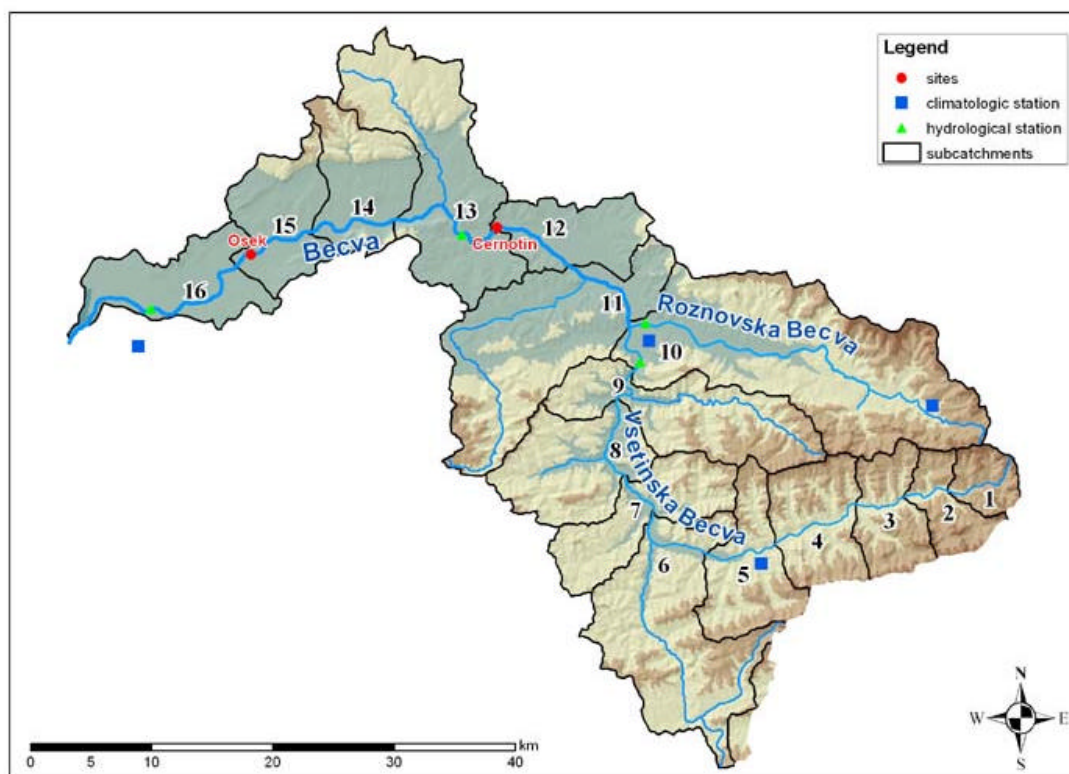 Legend
sites
climatologic station
hydrological station
subcatchments
13
12
14
15
Osek
Becva
Cernotin
16
11
Roznovska Becva
10
9
Vsetinska Becva
8
7
6
5
4
3
2
1
N
W E
S
km
0 5 10 20 30 40